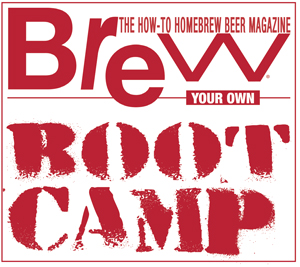 Brew
THE HOW-TO HOMEBREW BEER MAGAZINE
YOUR OWN
BOOT
CAMP